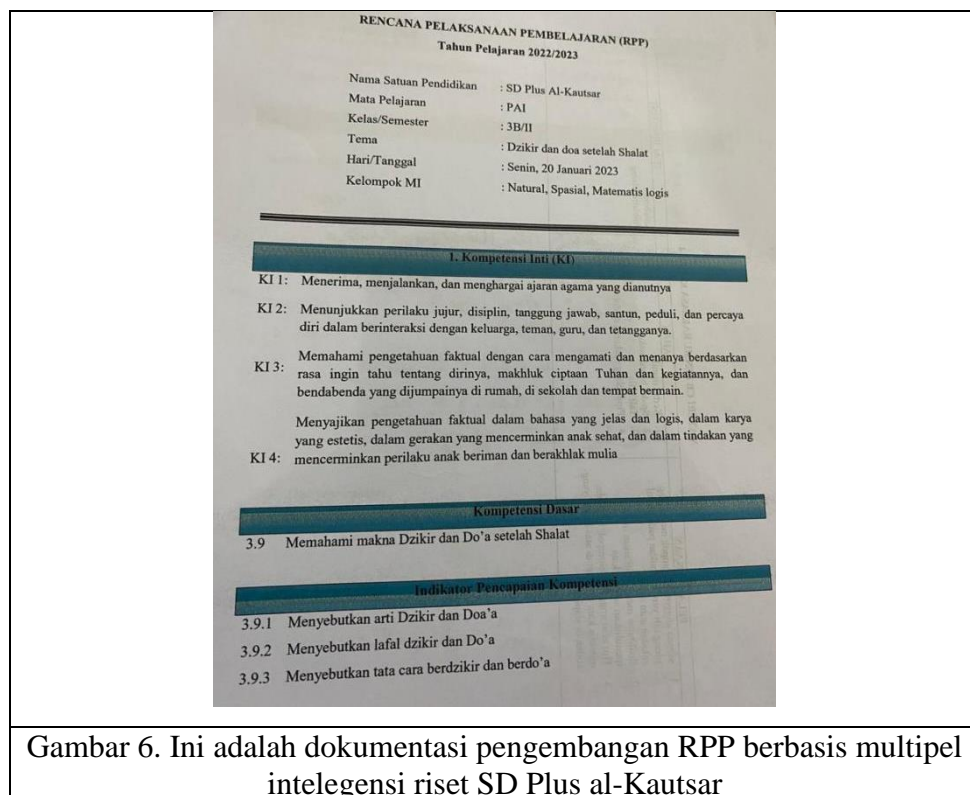 RENCANA PELAKSANAAN PEMBELAJARAN (RPP)
Tahun Pelajaran 2022/2023
Nama Satuan Pendidikan : SD Plus Al-Kautsar
Mata Pelajaran : PAI
Kelas/Semester : 3B/II
Tema : Dzikir dan doa setelah Shalat
Hari/Tanggal : Senin, 20 Januari 2023
Kelompok MI : Natural, Spasial, Matematis logis
1. Kompetensi Inti (KI)
KI 1: Menerima, menjalankan, dan menghargai ajaran agama yang dianutnya
KI 2: Menunjukkan perilaku jujur, disiplin, tanggung jawab, santun, peduli, dan percaya
diri dalam berinteraksi dengan keluarga, teman, guru, dan tetangganya.
Memahami pengetahuan faktual dengan cara mengamati dan menanya berdasarkan
KI 3: rasa ingin tahu tentang dirinya, makhluk ciptaan Tuhan dan kegiatannya, dan
bendabenda yang dijumpainya di rumah, di sekolah dan tempat bermain.
Menyajikan pengetahuan faktual dalam bahasa yang jelas dan logis, dalam karya
yang estetis, dalam gerakan yang mencerminkan anak sehat, dan dalam tindakan yang
KI 4: mencerminkan perilaku anak beriman dan berakhlak mulia
Kompetensi Dasar
3.9 Memahami makna Dzikir dan Do'a setelah Shalat
Indikator Pencapaian Kompetensi
3.9.1 Menyebutkan arti Dzikir dan Doa'a
3.9.2 Menyebutkan lafal dzikir dan Do'a
3.9.3 Menyebutkan tata cara berdzikir dan berdo'a
Gambar 6. Ini adalah dokumentasi pengembangan RPP berbasis multipel
intelegensi riset SD Plus al-Kautsar